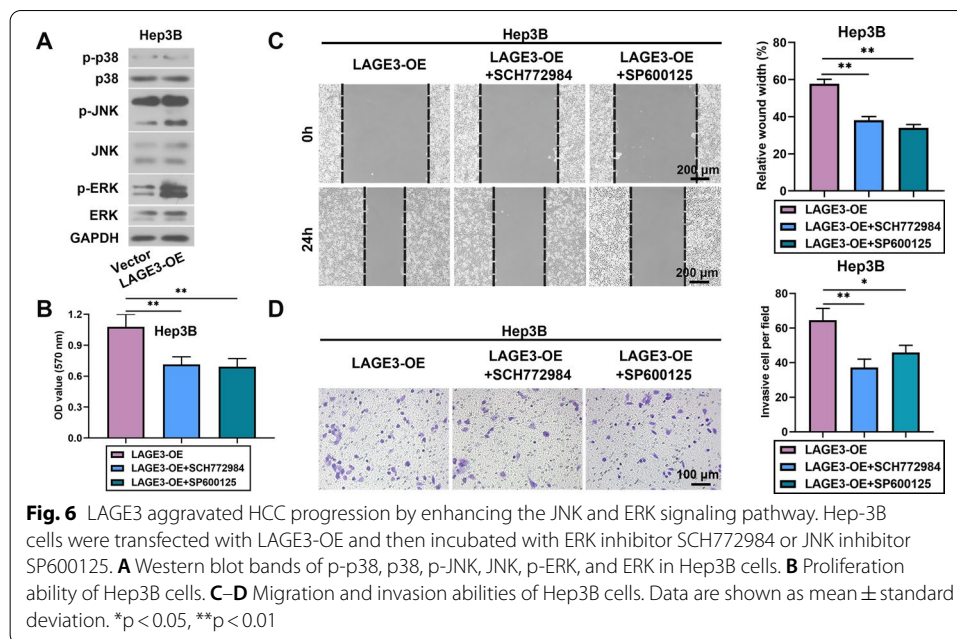 A
Hep3B
p-p38
p38
p-JNK
JNK
p-ERK
ERK
GAPDH
Vector
LAGE3-OE
B
**
**
Hep3B
OD value (570 nm)
1.2
0.9
0.6
0.3
0.0
LAGE3-OE
LAGE3-OE+SCH772984
LAGE3-OE+SP600125
C
Hep3B
LAGE3-OE
LAGE3-OE
+SCH772984
LAGE3-OE
+SP600125
0h
200 µm
24h
200 µm
Hep3B
**
**
Relative wound width (%)
80
60
40
20
0
LAGE3-OE
LAGE3-OE+SCH772984
LAGE3-OE+SP600125
D
Hep3B
LAGE3-OE
LAGE3-OE
+SCH772984
LAGE3-OE
+SP600125
100 µm
Hep3B
*
**
Invasive cell per field
80
60
40
20
0
LAGE3-OE
LAGE3-OE+SCH772984
LAGE3-OE+SP600125
Fig. 6 LAGE3 aggravated HCC progression by enhancing the JNK and ERK signaling pathway. Hep-3B
cells were transfected with LAGE3-OE and then incubated with ERK inhibitor SCH772984 or JNK inhibitor
SP600125. A Western blot bands of p-p38, p38, p-JNK, JNK, p-ERK, and ERK in Hep3B cells. B Proliferation
ability of Hep3B cells. C–D Migration and invasion abilities of Hep3B cells. Data are shown as mean ± standard
deviation. *p < 0.05, **p < 0.01